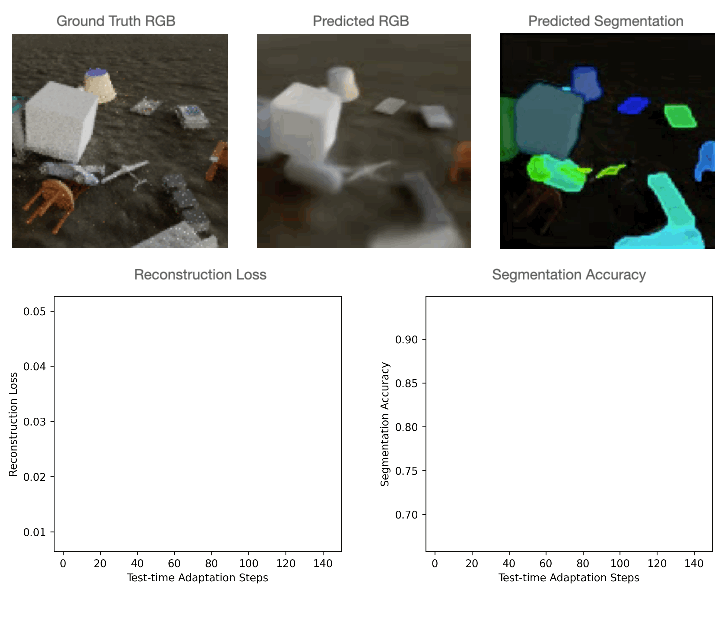 Ground Truth RGB
Predicted RGB
Predicted Segmentation
Reconstruction Loss
Segmentation Accuracy
0.05
0.04
0.03
0.02
0.01
Reconstruction Loss
0 20 40 60 80 100 120 140
Test-time Adaptation Steps
0.90
0.85
0.80
0.75
0.70
Segmentation Accuracy
0 20 40 60 80 100 120 140
Test-time Adaptation Steps